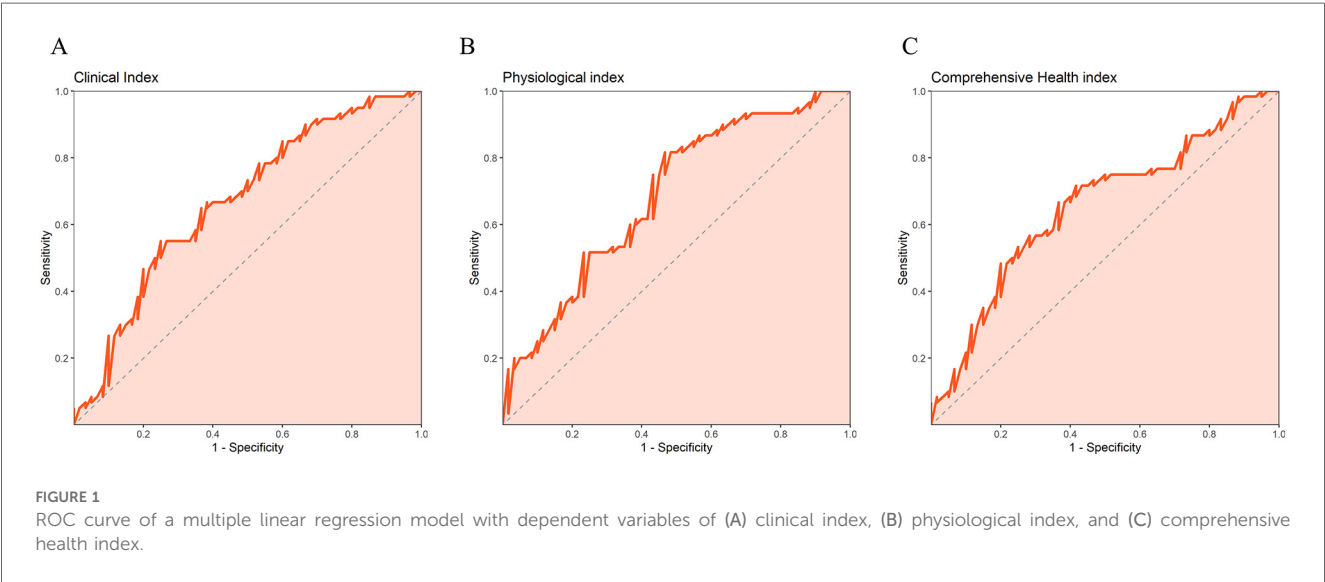 A
Clinical Index
1.0
0.8
0.6
0.4
0.2
Sensitivity
0.2 0.4 0.6 0.8 1.0
1 - Specificity
B
Physiological index
1.0
0.8
0.6
0.4
0.2
Sensitivity
0.2 0.4 0.6 0.8 1.0
1 - Specificity
C
Comprehensive Health index
1.0
0.8
0.6
0.4
0.2
Sensitivity
0.2 0.4 0.6 0.8 1.0
1 - Specificity
FIGURE 1
ROC curve of a multiple linear regression model with dependent variables of (A) clinical index, (B) physiological index, and (C) comprehensive
health index.